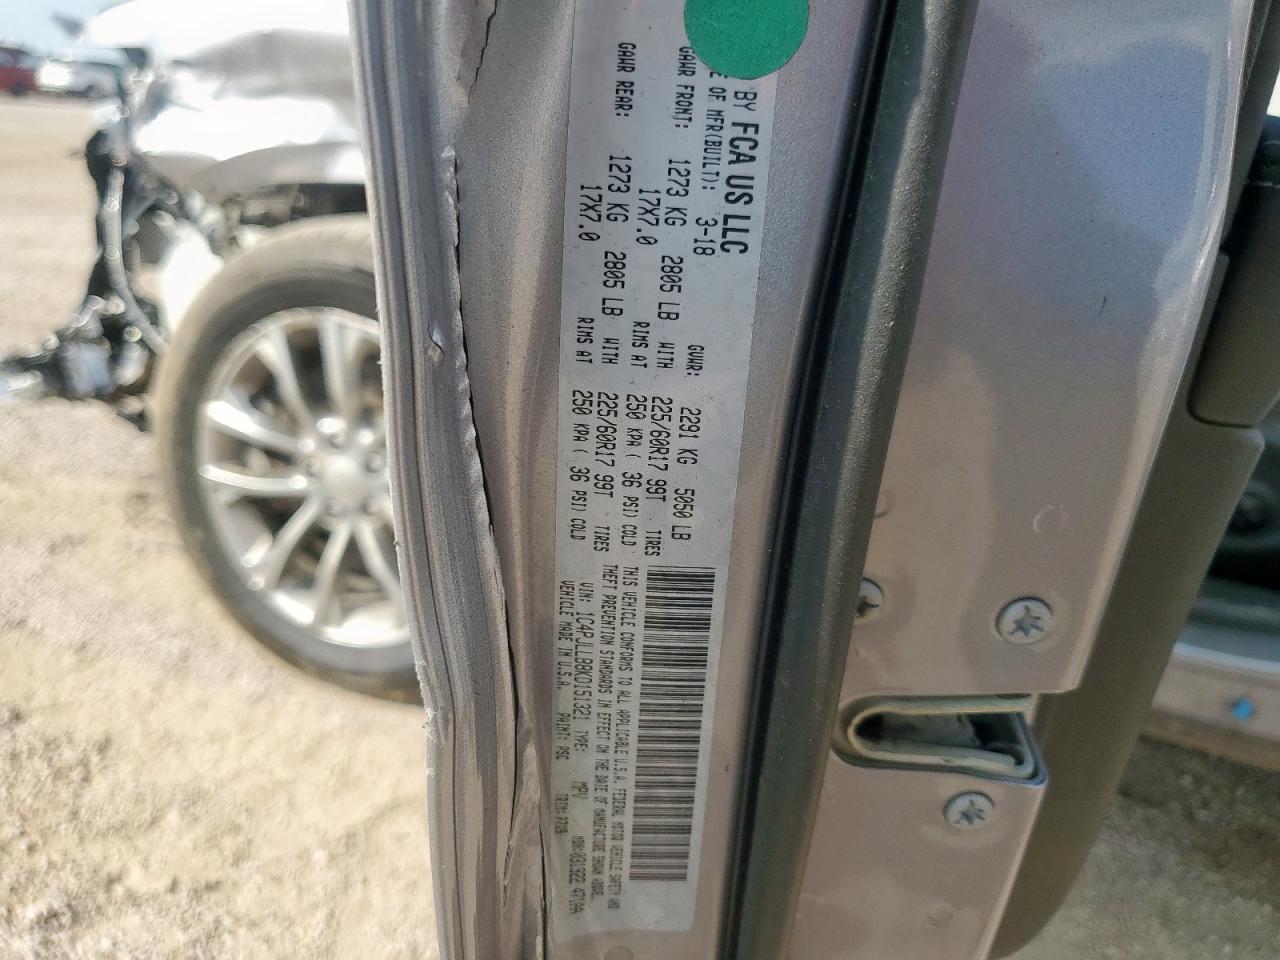 BY FCA US LLC
E OF MFR(BUILT): 3-18 GVWR: 2291 KG 5050 LB
GAWR FRONT: 1273 KG 2805 LB WITH 225/60R17 99T TIRES
17X7.0 RIMS AT 250 KPA ( 36 PSI) COLD
GAWR REAR: 1273 KG 2805 LB WITH 225/60R17 99T TIRES
17X7.0 RIMS AT 250 KPA ( 36 PSI) COLD
THIS VEHICLE CONFORMS TO ALL APPLICABLE U.S.A. FEDERAL MOTOR VEHICLE SAFETY AND
THEFT PREVENTION STANDARDS IN EFFECT ON THE DATE OF MANUFACTURE SHOWN ABOVE.
VIN: 1C4PJLLB8KD151321 TYPE: MPV
VEHICLE MADE IN U.S.A. PAINT: PSC TRIM: